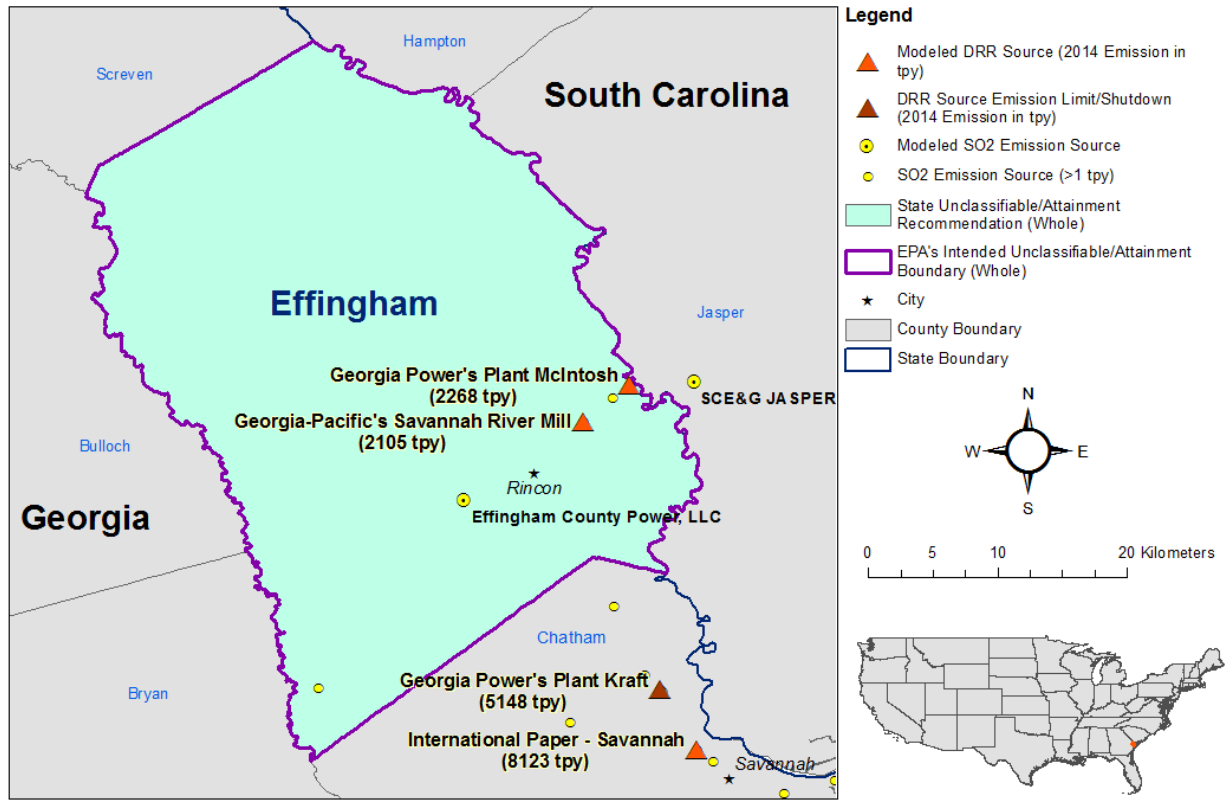 Hampton
Screven
South Carolina
Effingham
Jasper
Georgia Power's Plant McIntosh
(2268 tpy)
SCE&G JASPER
Georgia-Pacific's Savannah River Mill
(2105 tpy)
Bulloch
Rincon
Georgia
Effingham County Power, LLC
Chatham
Bryan
Georgia Power's Plant Kraft
(5148 tpy)
International Paper - Savannah
(8123 tpy)
Savannah
Legend
Modeled DRR Source (2014 Emission in
tpy)
DRR Source Emission Limit/Shutdown
(2014 Emission in tpy)
Modeled SO2 Emission Source
SO2 Emission Source (>1 tpy)
State Unclassifiable/Attainment
Recommendation (Whole)
EPA's Intended Unclassifiable/Attainment
Boundary (Whole)
City
County Boundary
State Boundary
N
W E
S
0 5 10 20 Kilometers